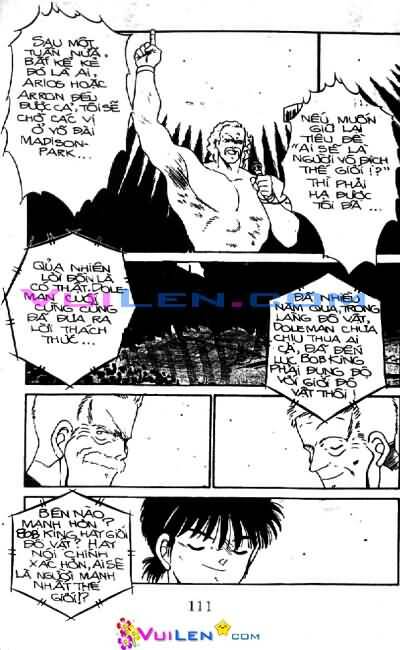 SAU MỘT
TUẦN NỮA,
BẤT KỂ KẺ
ĐÓ LÀ AI,
ARIOS HOẶC
ARRON ĐỀU
ĐƯỢC CẢ, TÔI SẼ
CHỜ CÁC VỊ
Ở VÕ ĐÀI
MADISON-
PARK...
NẾU MUỐN
GIỮ LẠI
TIÊU ĐỀ
"AI SẼ LÀ
NGƯỜI VÔ ĐỊCH
THẾ GIỚI!?"
THÌ PHẢI
HẠ ĐƯỢC
TÔI ĐÃ...
QUẢ NHIÊN
LỜI ĐỒN LÀ
CÓ THẬT. DOLE
MAN CUỐI
CÙNG CŨNG
ĐÃ ĐƯA RA
LỜI THÁCH
THỨC...
ĐÃ NHIỀU
NĂM QUA, TRONG
LÀNG ĐÔ VẬT,
DOLEMAN CHƯA
CHỊU THUA AI
CẢ, ĐÃ ĐẾN
LÚC BOB KING
PHẢI ĐỤNG ĐỘ
VỚI GIỚI ĐÔ
VẬT THÔI!
VUILEN.COM
BÊN NÀO
MẠNH HƠN?
BOB KING HAY GIỚI
ĐÔ VẬT? HAY
NÓI CHÍNH
XÁC HƠN, AI SẼ
LÀ NGƯỜI MẠNH
NHẤT THẾ
GIỚI!?
111
VUILEN.COM